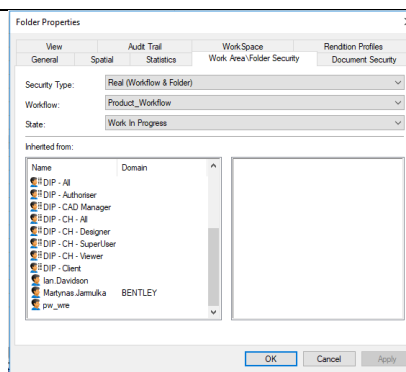 Folder Properties
View Audit Trail WorkSpace Rendition Profiles
General Spatial Statistics Work Area\Folder Security Document Security
Security Type: Real (Workflow & Folder)
Workflow: Product_Workflow
State: Work In Progress
Inherited from:
Name Domain
DIP - All
DIP - Authoriser
DIP - CAD Manager
DIP - CH - All
DIP - CH - Designer
DIP - CH - SuperUser
DIP - CH - Viewer
DIP - Client
Ian.Davidson
Martynas.Jamulka BENTLEY
pw_wre
OK Cancel Apply